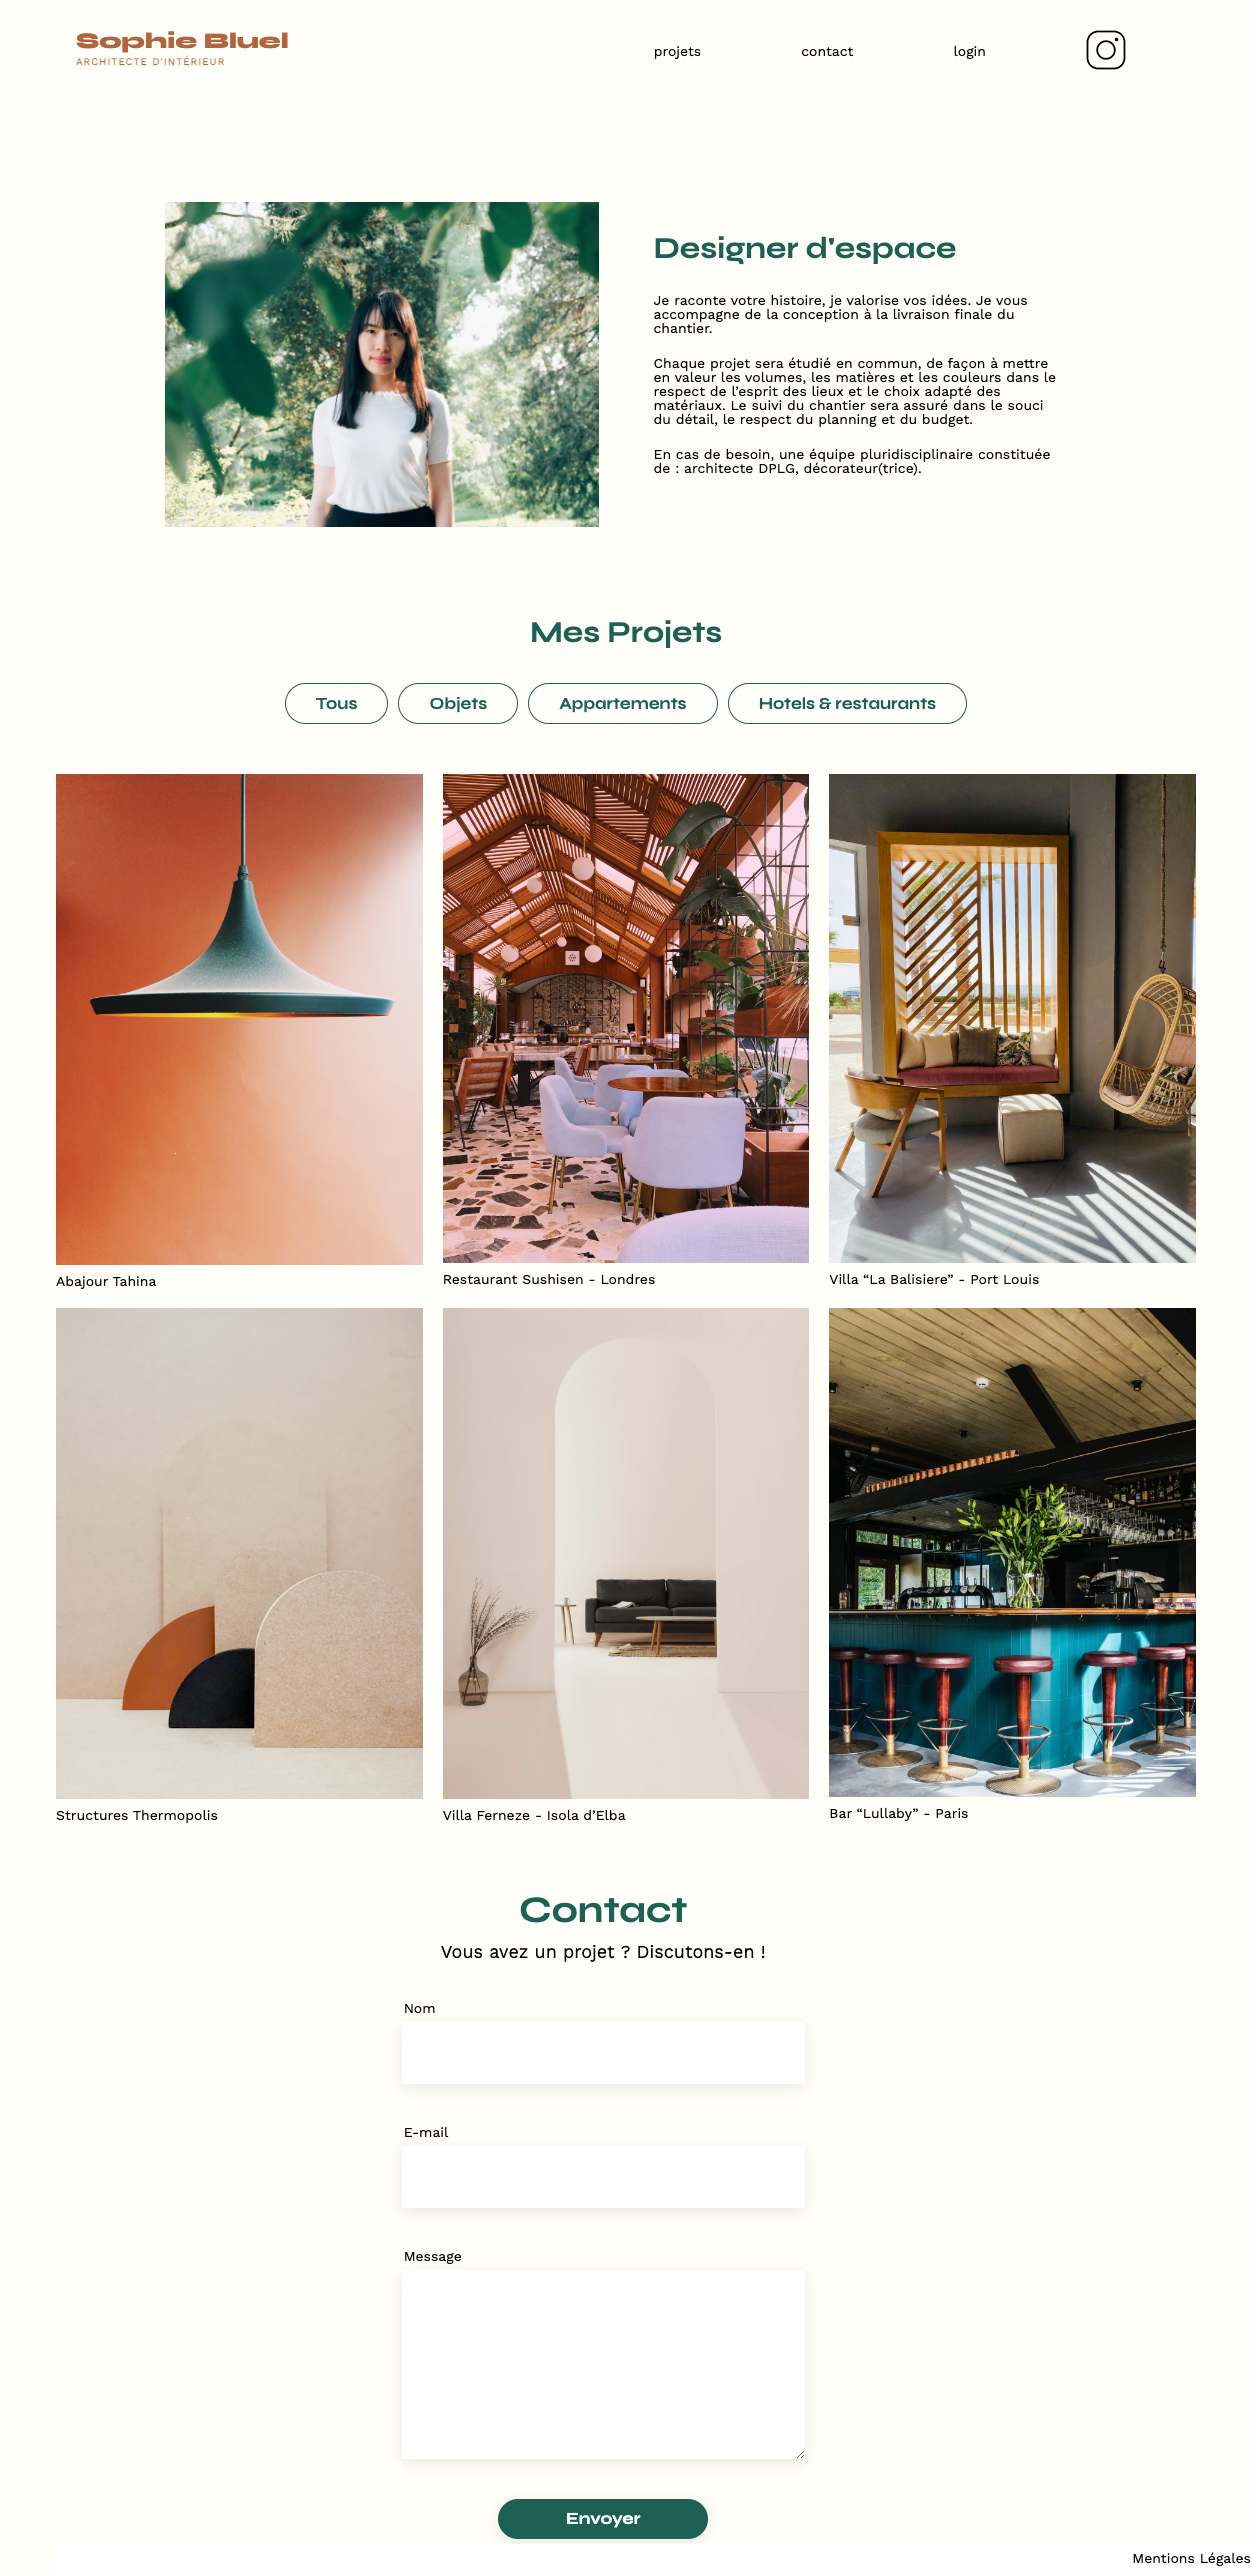 Sophie Bluel
ARCHITECTE D'INTÉRIEUR
projets
contact
login
Designer d'espace
Je raconte votre histoire, je valorise vos idées. Je vous
accompagne de la conception à la livraison finale du
chantier.
Chaque projet sera étudié en commun, de façon à mettre
en valeur les volumes, les matières et les couleurs dans le
respect de l’esprit des lieux et le choix adapté des
matériaux. Le suivi du chantier sera assuré dans le souci
du détail, le respect du planning et du budget.
En cas de besoin, une équipe pluridisciplinaire constituée
de : architecte DPLG, décorateur(trice).
Mes Projets
Tous
Objets
Appartements
Hotels & restaurants
Abajour Tahina
Restaurant Sushisen - Londres
Villa “La Balisiere” - Port Louis
Structures Thermopolis
Villa Ferneze - Isola d’Elba
Bar “Lullaby” - Paris
Contact
Vous avez un projet ? Discutons-en !
Nom
E-mail
Message
Envoyer
Mentions Légales